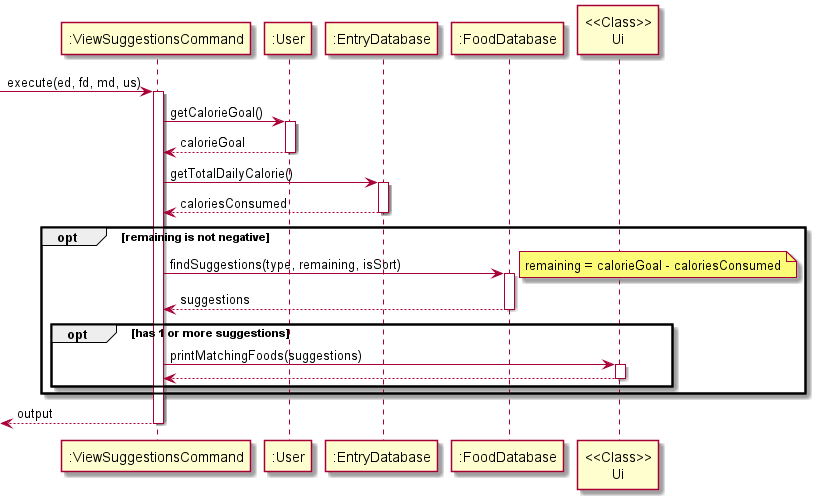 :ViewSuggestionsCommand
:User
:EntryDatabase
:FoodDatabase
<<Class>>
Ui
execute(ed, fd, md, us)
getCalorieGoal()
calorieGoal
getTotalDailyCalorie()
caloriesConsumed
opt [remaining is not negative]
findSuggestions(type, remaining, isSort)
remaining = calorieGoal - caloriesConsumed
suggestions
opt [has 1 or more suggestions]
printMatchingFoods(suggestions)
output
:ViewSuggestionsCommand
:User
:EntryDatabase
:FoodDatabase
<<Class>>
Ui